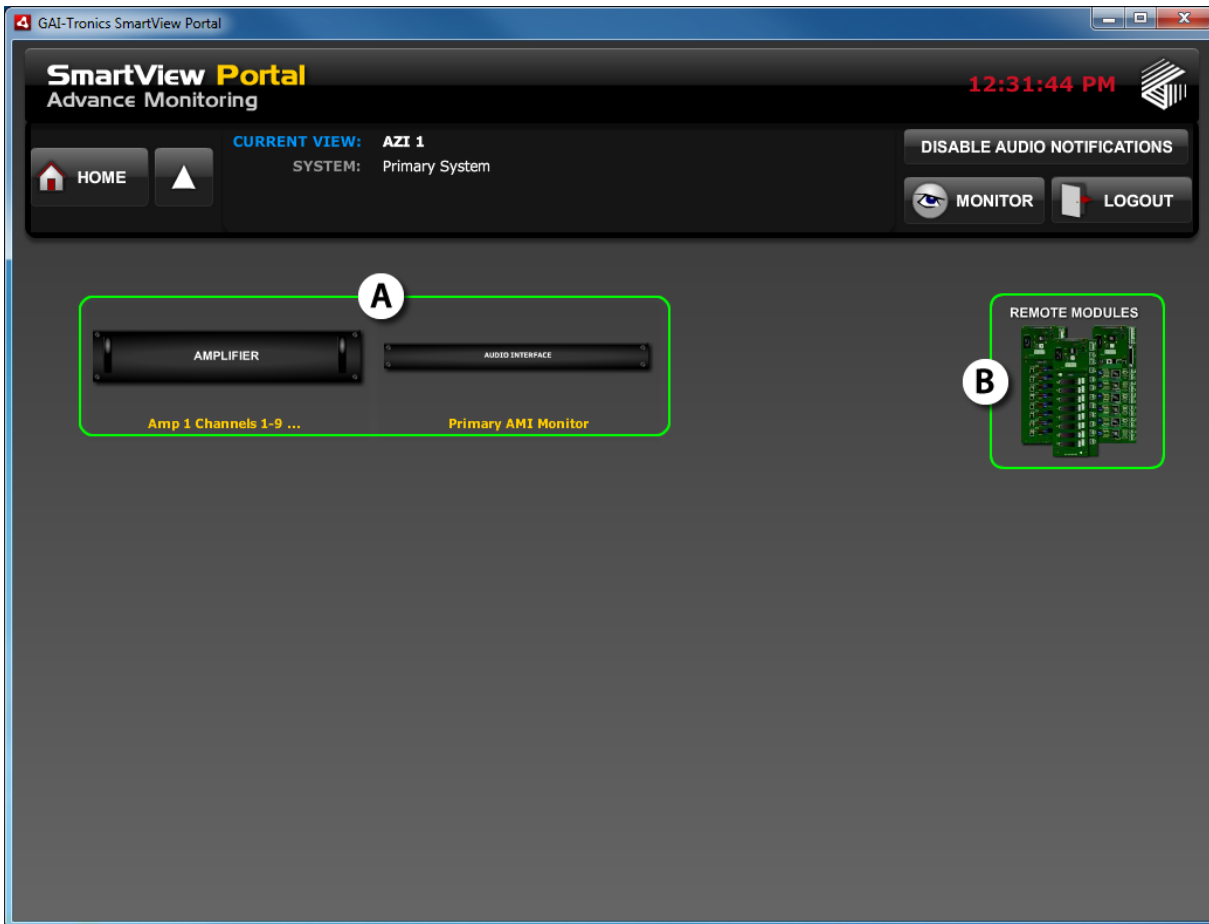 GAI-Tronics SmartView Portal
SmartView Portal
Advance Monitoring
12:31:44 PM
HOME
CURRENT VIEW: AZI 1
SYSTEM: Primary System
DISABLE AUDIO NOTIFICATIONS
MONITOR
LOGOUT
A
AMPLIFIER
AUDIO INTERFACE
Amp 1 Channels 1-9 ...
Primary AMI Monitor
REMOTE MODULES
B